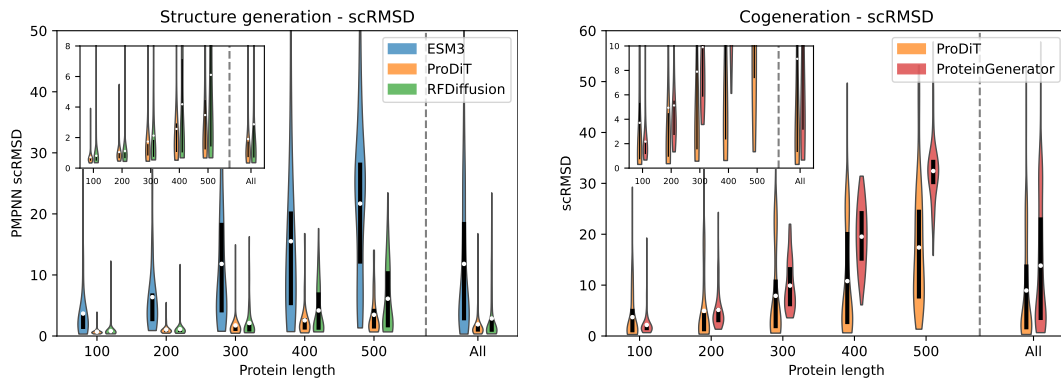 Structure generation - scRMSD
PMPNN scRMSD
50
40
30
20
10
0
8
6
4
2
0
100 200 300 400 500 All
ESM3
ProDiT
RFDiffusion
100 200 300 400 500 All
Protein length
Cogeneration - scRMSD
scRMSD
60
50
40
30
20
10
0
10
8
6
4
2
0
100 200 300 400 500 All
ProDiT
ProteinGenerator
100 200 300 400 500 All
Protein length